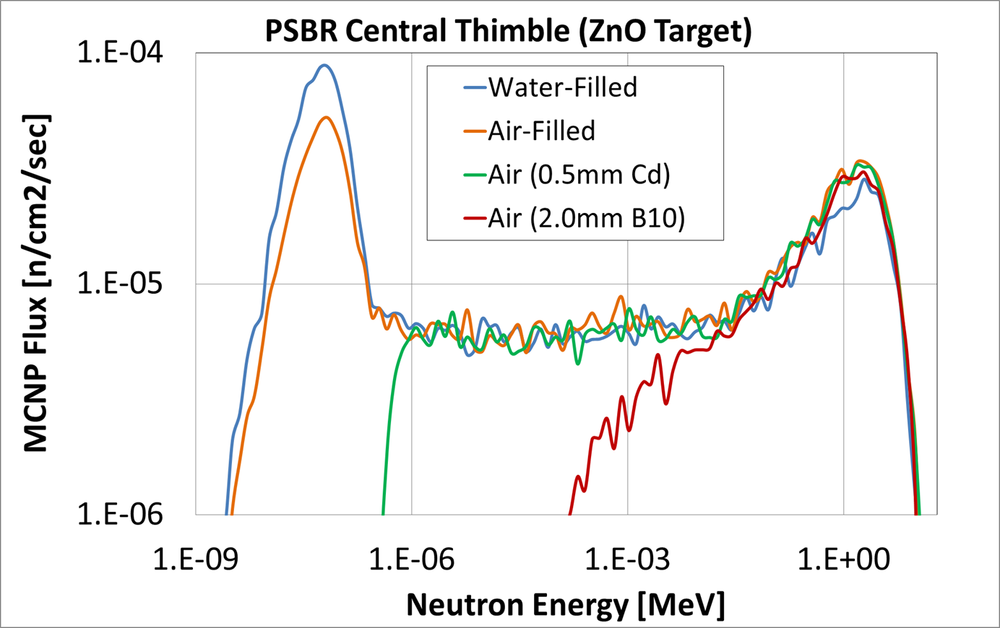 PSBR Central Thimble (ZnO Target)
1.E-04
1.E-05
1.E-06
MCNP Flux [n/cm2/sec]
Water-Filled
Air-Filled
Air (0.5mm Cd)
Air (2.0mm B10)
1.E-09 1.E-06 1.E-03 1.E+00
Neutron Energy [MeV]